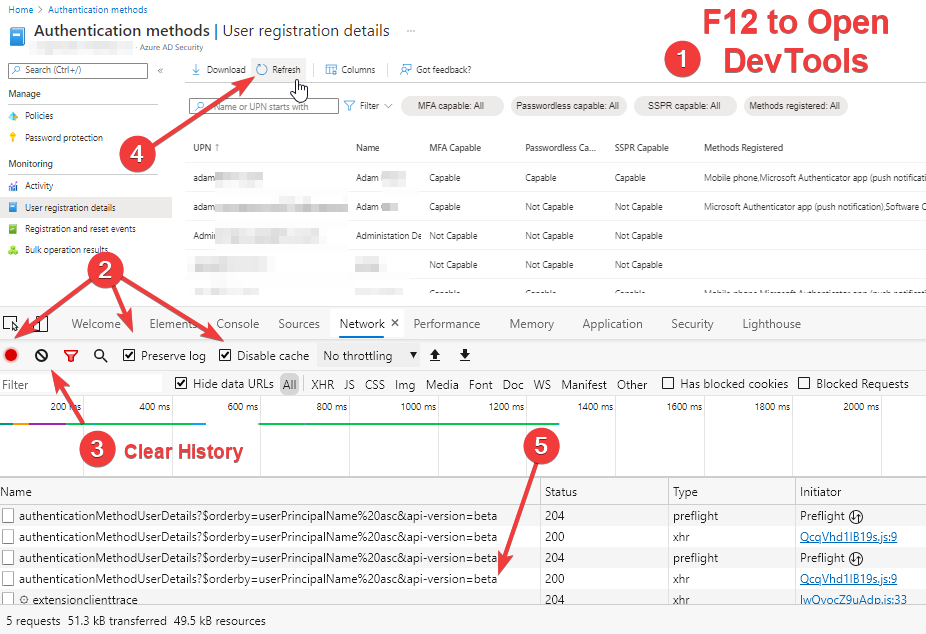 Home > Authentication methods
Authentication methods | User registration details ...
- Azure AD Security
Search (Ctrl+/) «
Manage
Policies
Password protection
Monitoring
Activity
User registration details
Registration and reset events
Bulk operation results
Download Refresh Columns Got feedback?
Name or UPN starts with Filter MFA capable: All Passwordless capable: All SSPR capable: All Methods registered: All
UPN ↑ Name MFA Capable Passwordless Ca... SSPR Capable Methods Registered
adam Adam Capable Capable Capable Mobile phone,Microsoft Authenticator app (push notificati
adam Adam Capable Not Capable Not Capable Microsoft Authenticator app (push notification),Software
Admi Administation De Not Capable Not Capable Not Capable
Not Capable Not Capable Not Capable
F12 to Open
DevTools
1
4
2
Welcome Elements Console Sources Network × Performance Memory Application Security Lighthouse
Preserve log Disable cache No throttling ▼
Filter Hide data URLs All XHR JS CSS Img Media Font Doc WS Manifest Other Has blocked cookies Blocked Requests
200 ms 400 ms 600 ms 800 ms 1000 ms 1200 ms 1400 ms 1600 ms 1800 ms 2000 ms
3 Clear History
5
Name Status Type Initiator
authenticationMethodUserDetails?$orderby=userPrincipalName%20asc&api-version=beta 204 preflight Preflight
authenticationMethodUserDetails?$orderby=userPrincipalName%20asc&api-version=beta 200 xhr QcqVhd1IB19s.js:9
authenticationMethodUserDetails?$orderby=userPrincipalName%20asc&api-version=beta 204 preflight Preflight
authenticationMethodUserDetails?$orderby=userPrincipalName%20asc&api-version=beta 200 xhr QcqVhd1IB19s.js:9
extensionclienttrace 204 xhr IwQvocZ9uAdp.js:33
5 requests 51.3 kB transferred 49.5 kB resources